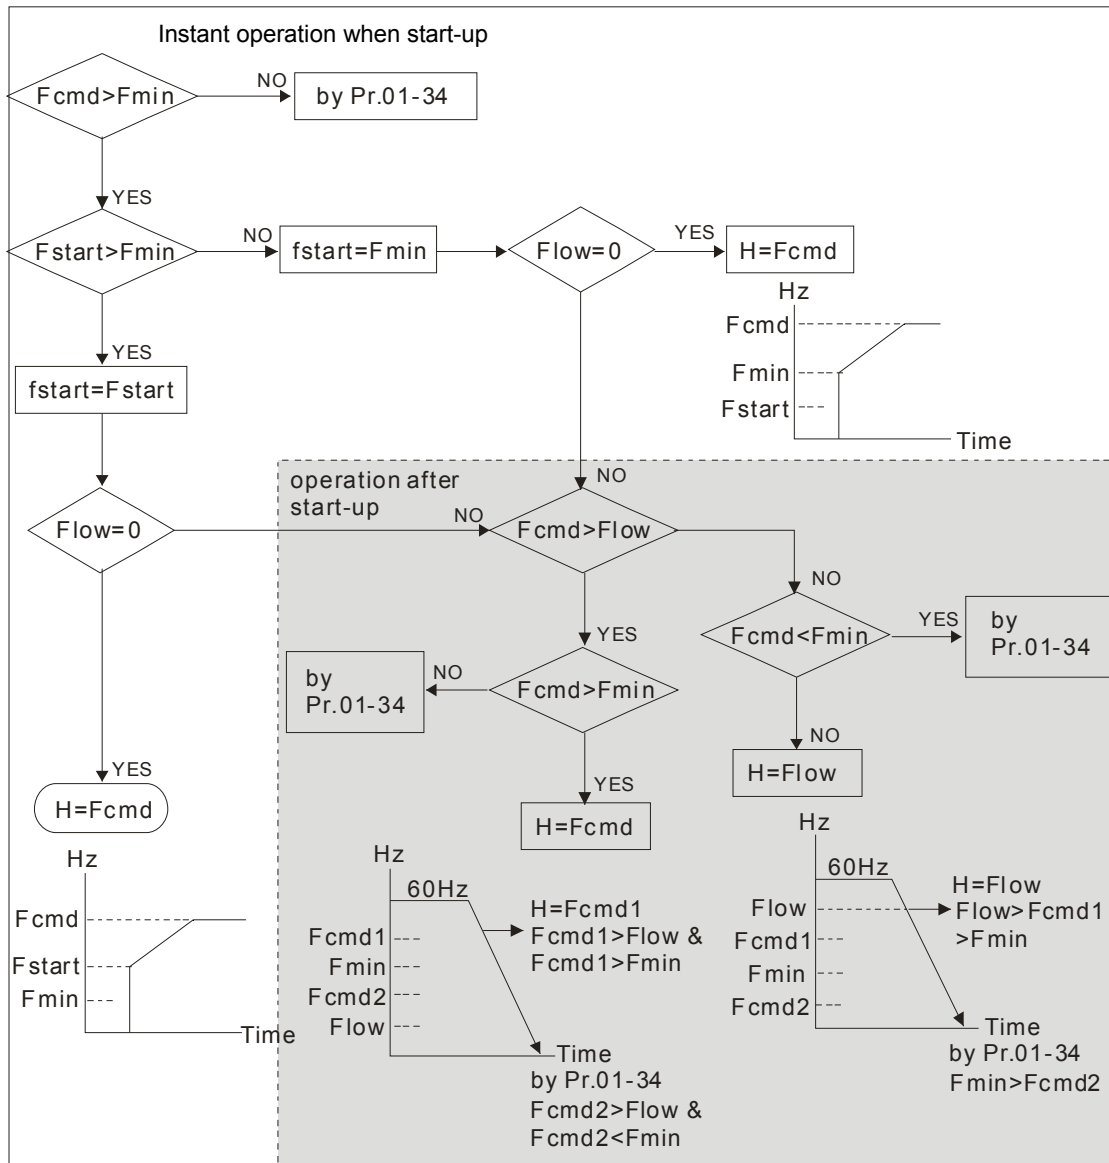 Instant operation when start-up
Fcmd>Fmin
NO
by Pr.01-34
YES
Fstart>Fmin
NO
fstart=Fmin
Flow=0
YES
H=Fcmd
Hz
Fcmd
Fmin
Fstart
Time
YES
fstart=Fstart
NO
operation after
start-up
Flow=0
NO
Fcmd>Flow
NO
Fcmd<Fmin
YES
by
Pr.01-34
YES
by
Pr.01-34
NO
Fcmd>Fmin
NO
H=Flow
YES
H=Fcmd
YES
H=Fcmd
Hz
Fcmd
Fstart
Fmin
Time
Hz
60Hz
Fcmd1
Fmin
Fcmd2
Flow
H=Fcmd1
Fcmd1>Flow &
Fcmd1>Fmin
Time
by Pr.01-34
Fcmd2>Flow &
Fcmd2<Fmin
Hz
60Hz
Flow
Fcmd1
Fmin
Fcmd2
H=Flow
Flow>Fcmd1
>Fmin
Time
by Pr.01-34
Fmin>Fcmd2